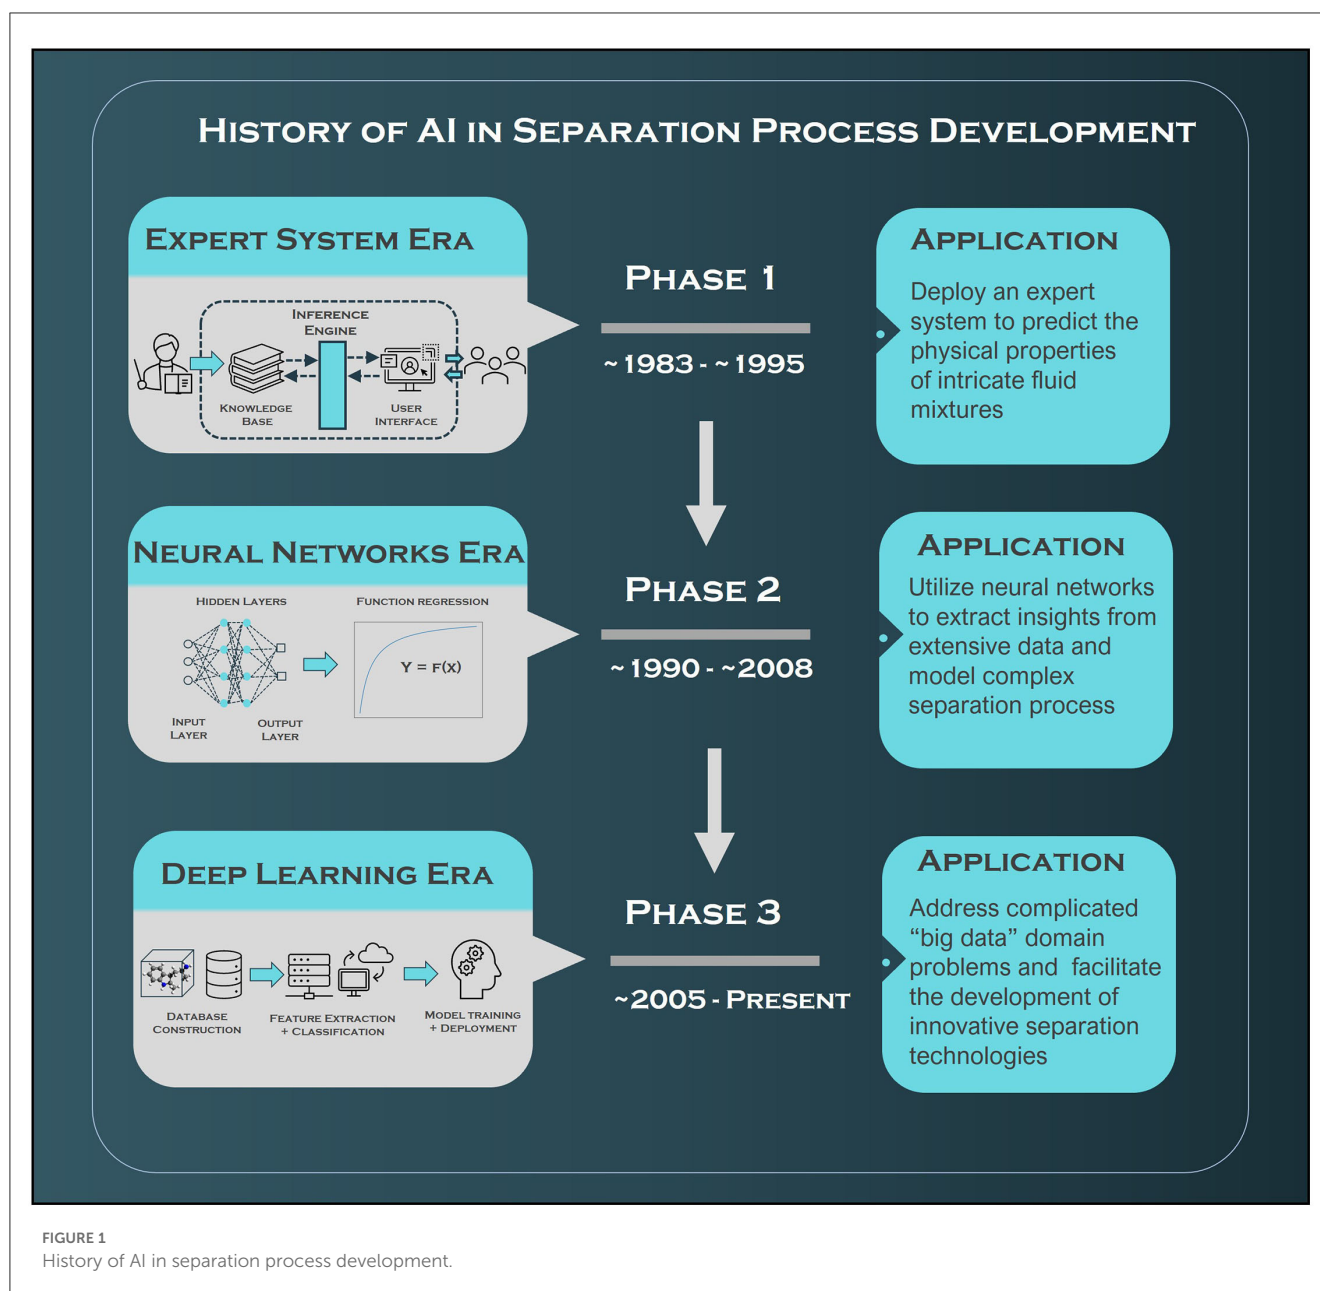 HISTORY OF AI IN SEPARATION PROCESS DEVELOPMENT
EXPERT SYSTEM ERA
INFERENCE
ENGINE
KNOWLEDGE
BASE
USER
INTERFACE
PHASE 1
~ 1983 - ~ 1995
APPLICATION
Deploy an expert
system to predict the
physical properties
of intricate fluid
mixtures
NEURAL NETWORKS ERA
HIDDEN LAYERS
FUNCTION REGRESSION
Y = F(X)
INPUT
LAYER
OUTPUT
LAYER
PHASE 2
~ 1990 - ~2008
APPLICATION
Utilize neural networks
to extract insights from
extensive data and
model complex
separation process
DEEP LEARNING ERA
DATABASE
CONSTRUCTION
FEATURE EXTRACTION
+ CLASSIFICATION
MODEL TRAINING
+ DEPLOYMENT
PHASE 3
~2005 - PRESENT
APPLICATION
Address complicated
“big data” domain
problems and facilitate
the development of
innovative separation
technologies
FIGURE 1
History of AI in separation process development.